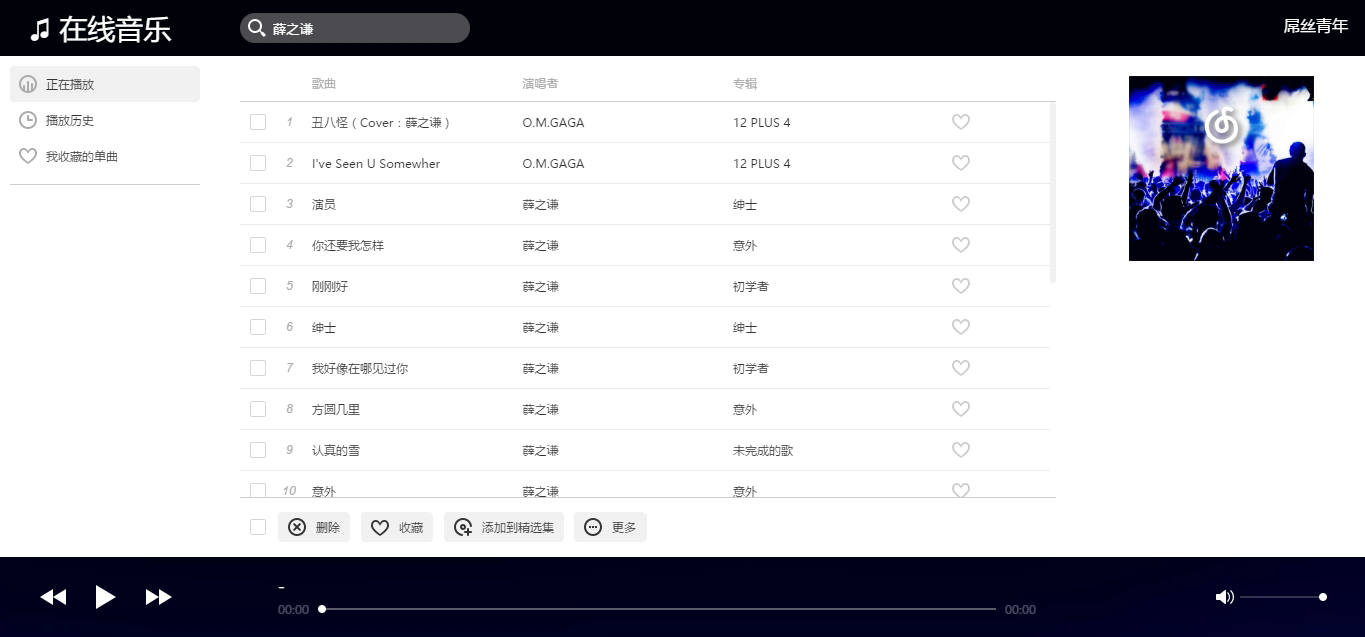 在线音乐
薛之谦
屌丝青年
正在播放
播放历史
我收藏的单曲
歌曲 演唱者 专辑
1 丑八怪（Cover：薛之谦） O.M.GAGA 12 PLUS 4
2 I've Seen U Somewher O.M.GAGA 12 PLUS 4
3 演员 薛之谦 绅士
4 你还要我怎样 薛之谦 意外
5 刚刚好 薛之谦 初学者
6 绅士 薛之谦 绅士
7 我好像在哪见过你 薛之谦 初学者
8 方圆几里 薛之谦 意外
9 认真的雪 薛之谦 未完成的歌
10 意外 薛之谦 意外
删除 收藏 添加到精选集 更多
–
00:00 00:00